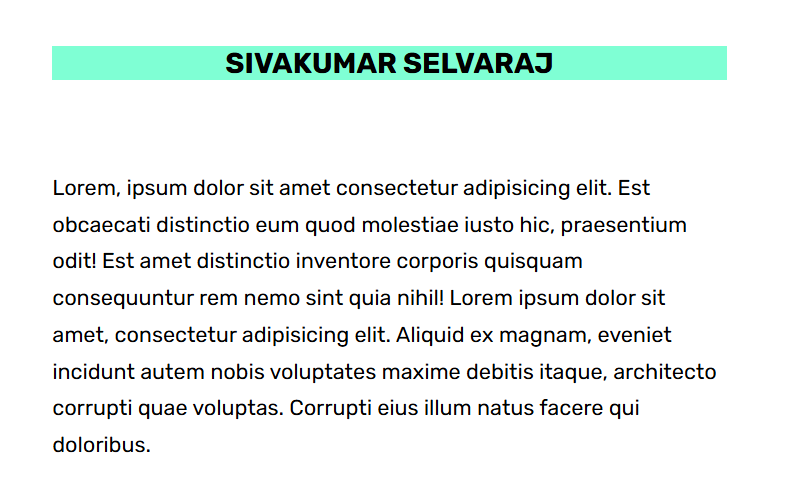 SIVAKUMAR SELVARAJ
Lorem, ipsum dolor sit amet consectetur adipisicing elit. Est
obcaecati distinctio eum quod molestiae iusto hic, praesentium
odit! Est amet distinctio inventore corporis quisquam
consequuntur rem nemo sint quia nihil! Lorem ipsum dolor sit
amet, consectetur adipisicing elit. Aliquid ex magnam, eveniet
incidunt autem nobis voluptates maxime debitis itaque, architecto
corrupti quae voluptas. Corrupti eius illum natus facere qui
doloribus.